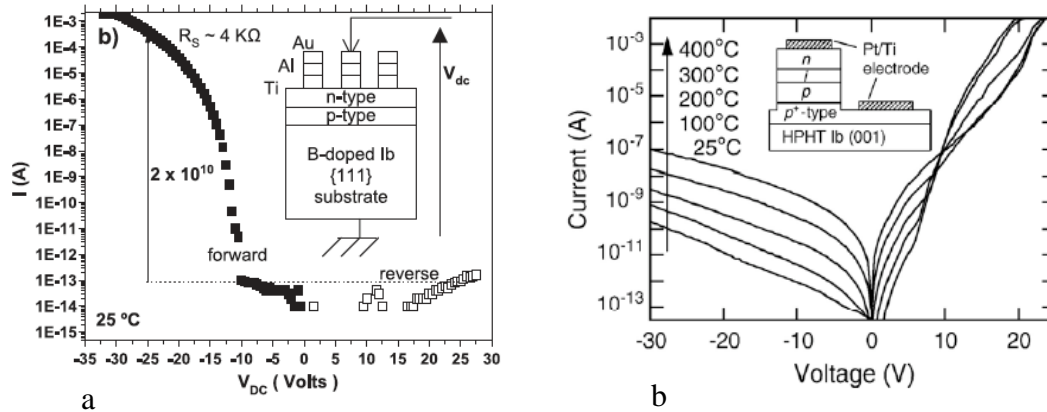 b)
R_S ~ 4 KΩ
Au
Al
Ti
V_dc
n-type
p-type
B-doped Ib
{111}
substrate
2 x 10^10
forward
reverse
25 ºC
I (A)
1E-3
1E-4
1E-5
1E-6
1E-7
1E-8
1E-9
1E-10
1E-11
1E-12
1E-13
1E-14
1E-15
-35 -30 -25 -20 -15 -10 -5 0 5 10 15 20 25 30
V_DC ( Volts )
a
400°C
300°C
200°C
100°C
25°C
Pt/Ti
electrode
n
i
p
p⁺-type
HPHT Ib (001)
Current (A)
10^-3
10^-5
10^-7
10^-9
10^-11
10^-13
-30 -20 -10 0 10 20
Voltage (V)
b